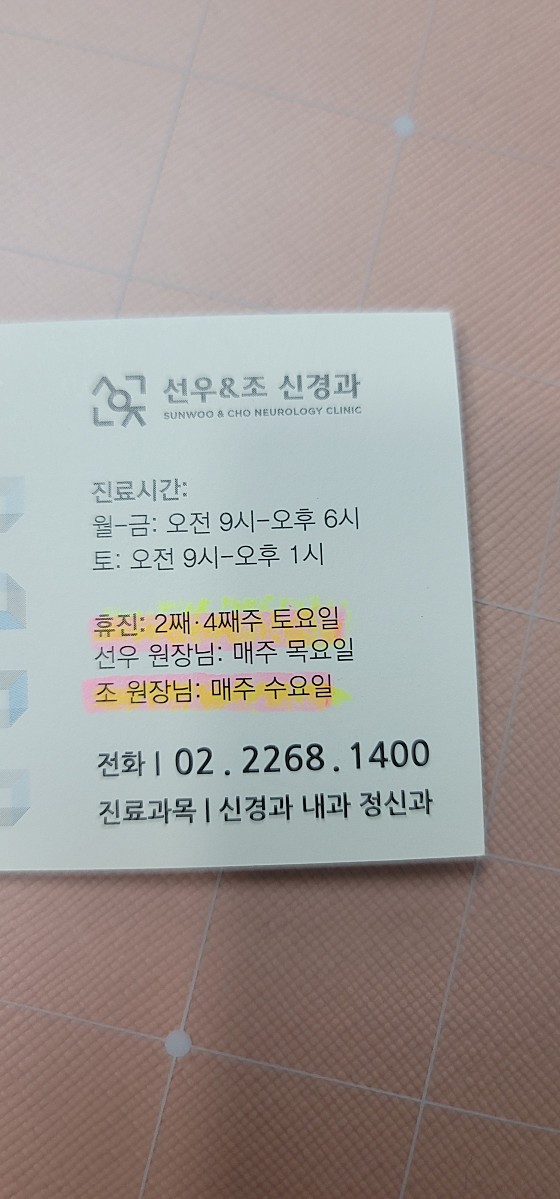 선우&조 신경과
SUNWOO & CHO NEUROLOGY CLINIC
진료시간:
월-금: 오전 9시-오후 6시
토: 오전 9시-오후 1시
휴진: 2째·4째주 토요일
선우 원장님: 매주 목요일
조 원장님: 매주 수요일
전화 | 02.2268.1400
진료과목 | 신경과 내과 정신과